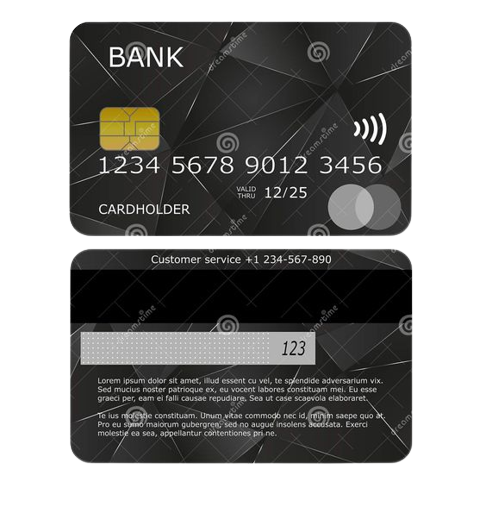 BANK
1234 5678 9012 3456
VALID
THRU 12/25
CARDHOLDER
Customer service +1 234-567-890
123
Lorem ipsum dolor sit amet, illud essent cu vel, te splendide adversarium vix.
Sed mucius noster patrioque ex, eu vocent labores constituam mei. Eu esse
graeci per, eam ei falli causae repudiare. Sea ut case scaevola elaboraret.
Te ius molestie constituam. Unum vitae commodo nec id, minim saepe quo at.
Pro eu sumo maiorum gubergren, sed no augue insolens accusata. Exerci
molestie ea sea, appellantur contentiones pri ne.
dreamstime